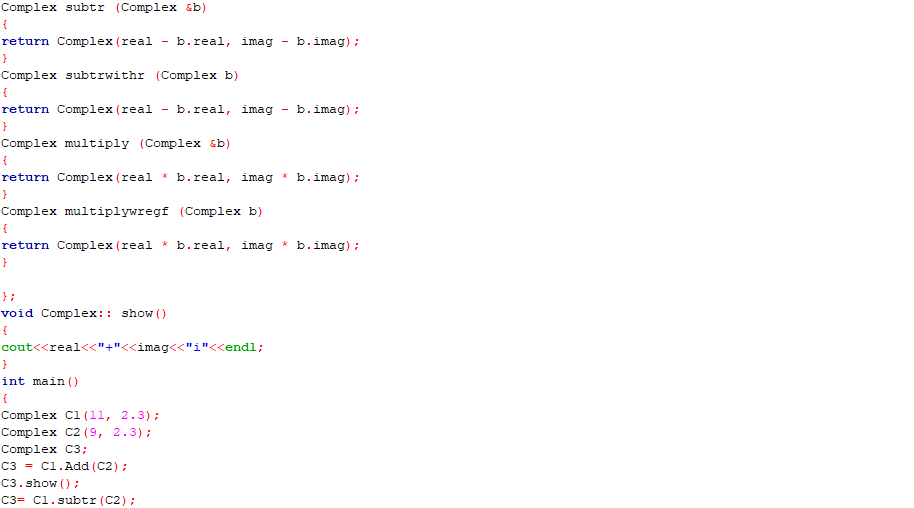 Complex subtr (Complex &b)
{
return Complex(real - b.real, imag - b.imag);
}
Complex subtrwithr (Complex b)
{
return Complex(real - b.real, imag - b.imag);
}
Complex multiply (Complex &b)
{
return Complex(real * b.real, imag * b.imag);
}
Complex multiplywregf (Complex b)
{
return Complex(real * b.real, imag * b.imag);
}
};
void Complex:: show()
{
cout<<real<<"+"<<imag<<"i"<<endl;
}
int main()
{
Complex C1(11, 2.3);
Complex C2(9, 2.3);
Complex C3;
C3 = C1.Add(C2);
C3.show();
C3= C1.subtr(C2);